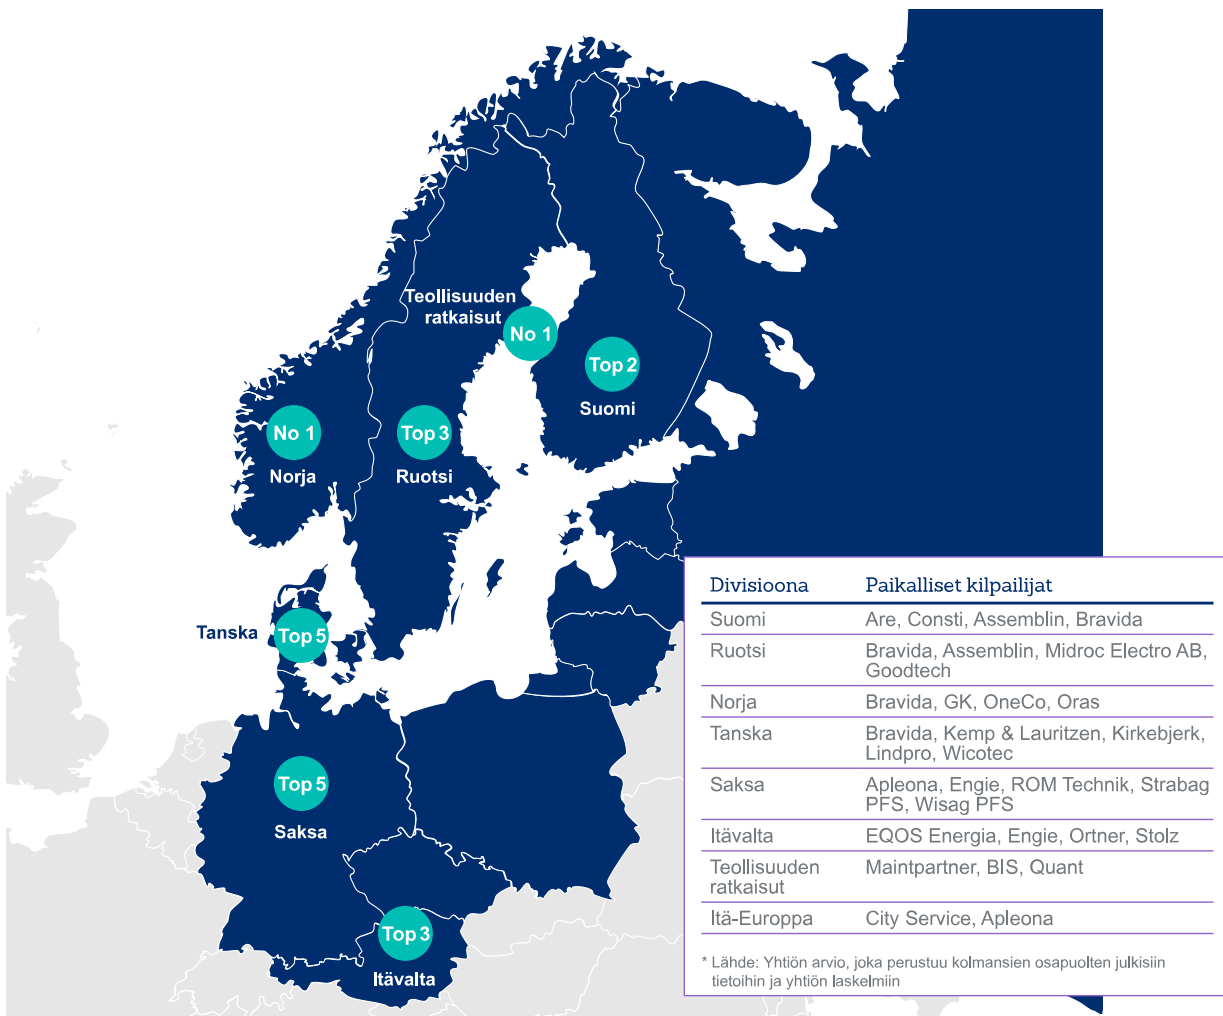 Teollisuuden
ratkaisut
No 1
Top 2
Suomi
No 1
Norja
Top 3
Ruotsi
Tanska
Top 5
Top 5
Saksa
Top 3
Itävalta
Divisioona Paikalliset kilpailijat
Suomi Are, Consti, Assemblin, Bravida
Ruotsi Bravida, Assemblin, Midroc Electro AB,
Goodtech
Norja Bravida, GK, OneCo, Oras
Tanska Bravida, Kemp & Lauritzen, Kirkebjerk,
Lindpro, Wicotec
Saksa Apleona, Engie, ROM Technik, Strabag
PFS, Wisag PFS
Itävalta EQOS Energia, Engie, Ortner, Stolz
Teollisuuden Maintpartner, BIS, Quant
ratkaisut
Itä-Europpa City Service, Apleona
* Lähde: Yhtiön arvio, joka perustuu kolmansien osapuolten julkisiin
tietoihin ja yhtiön laskelmiin